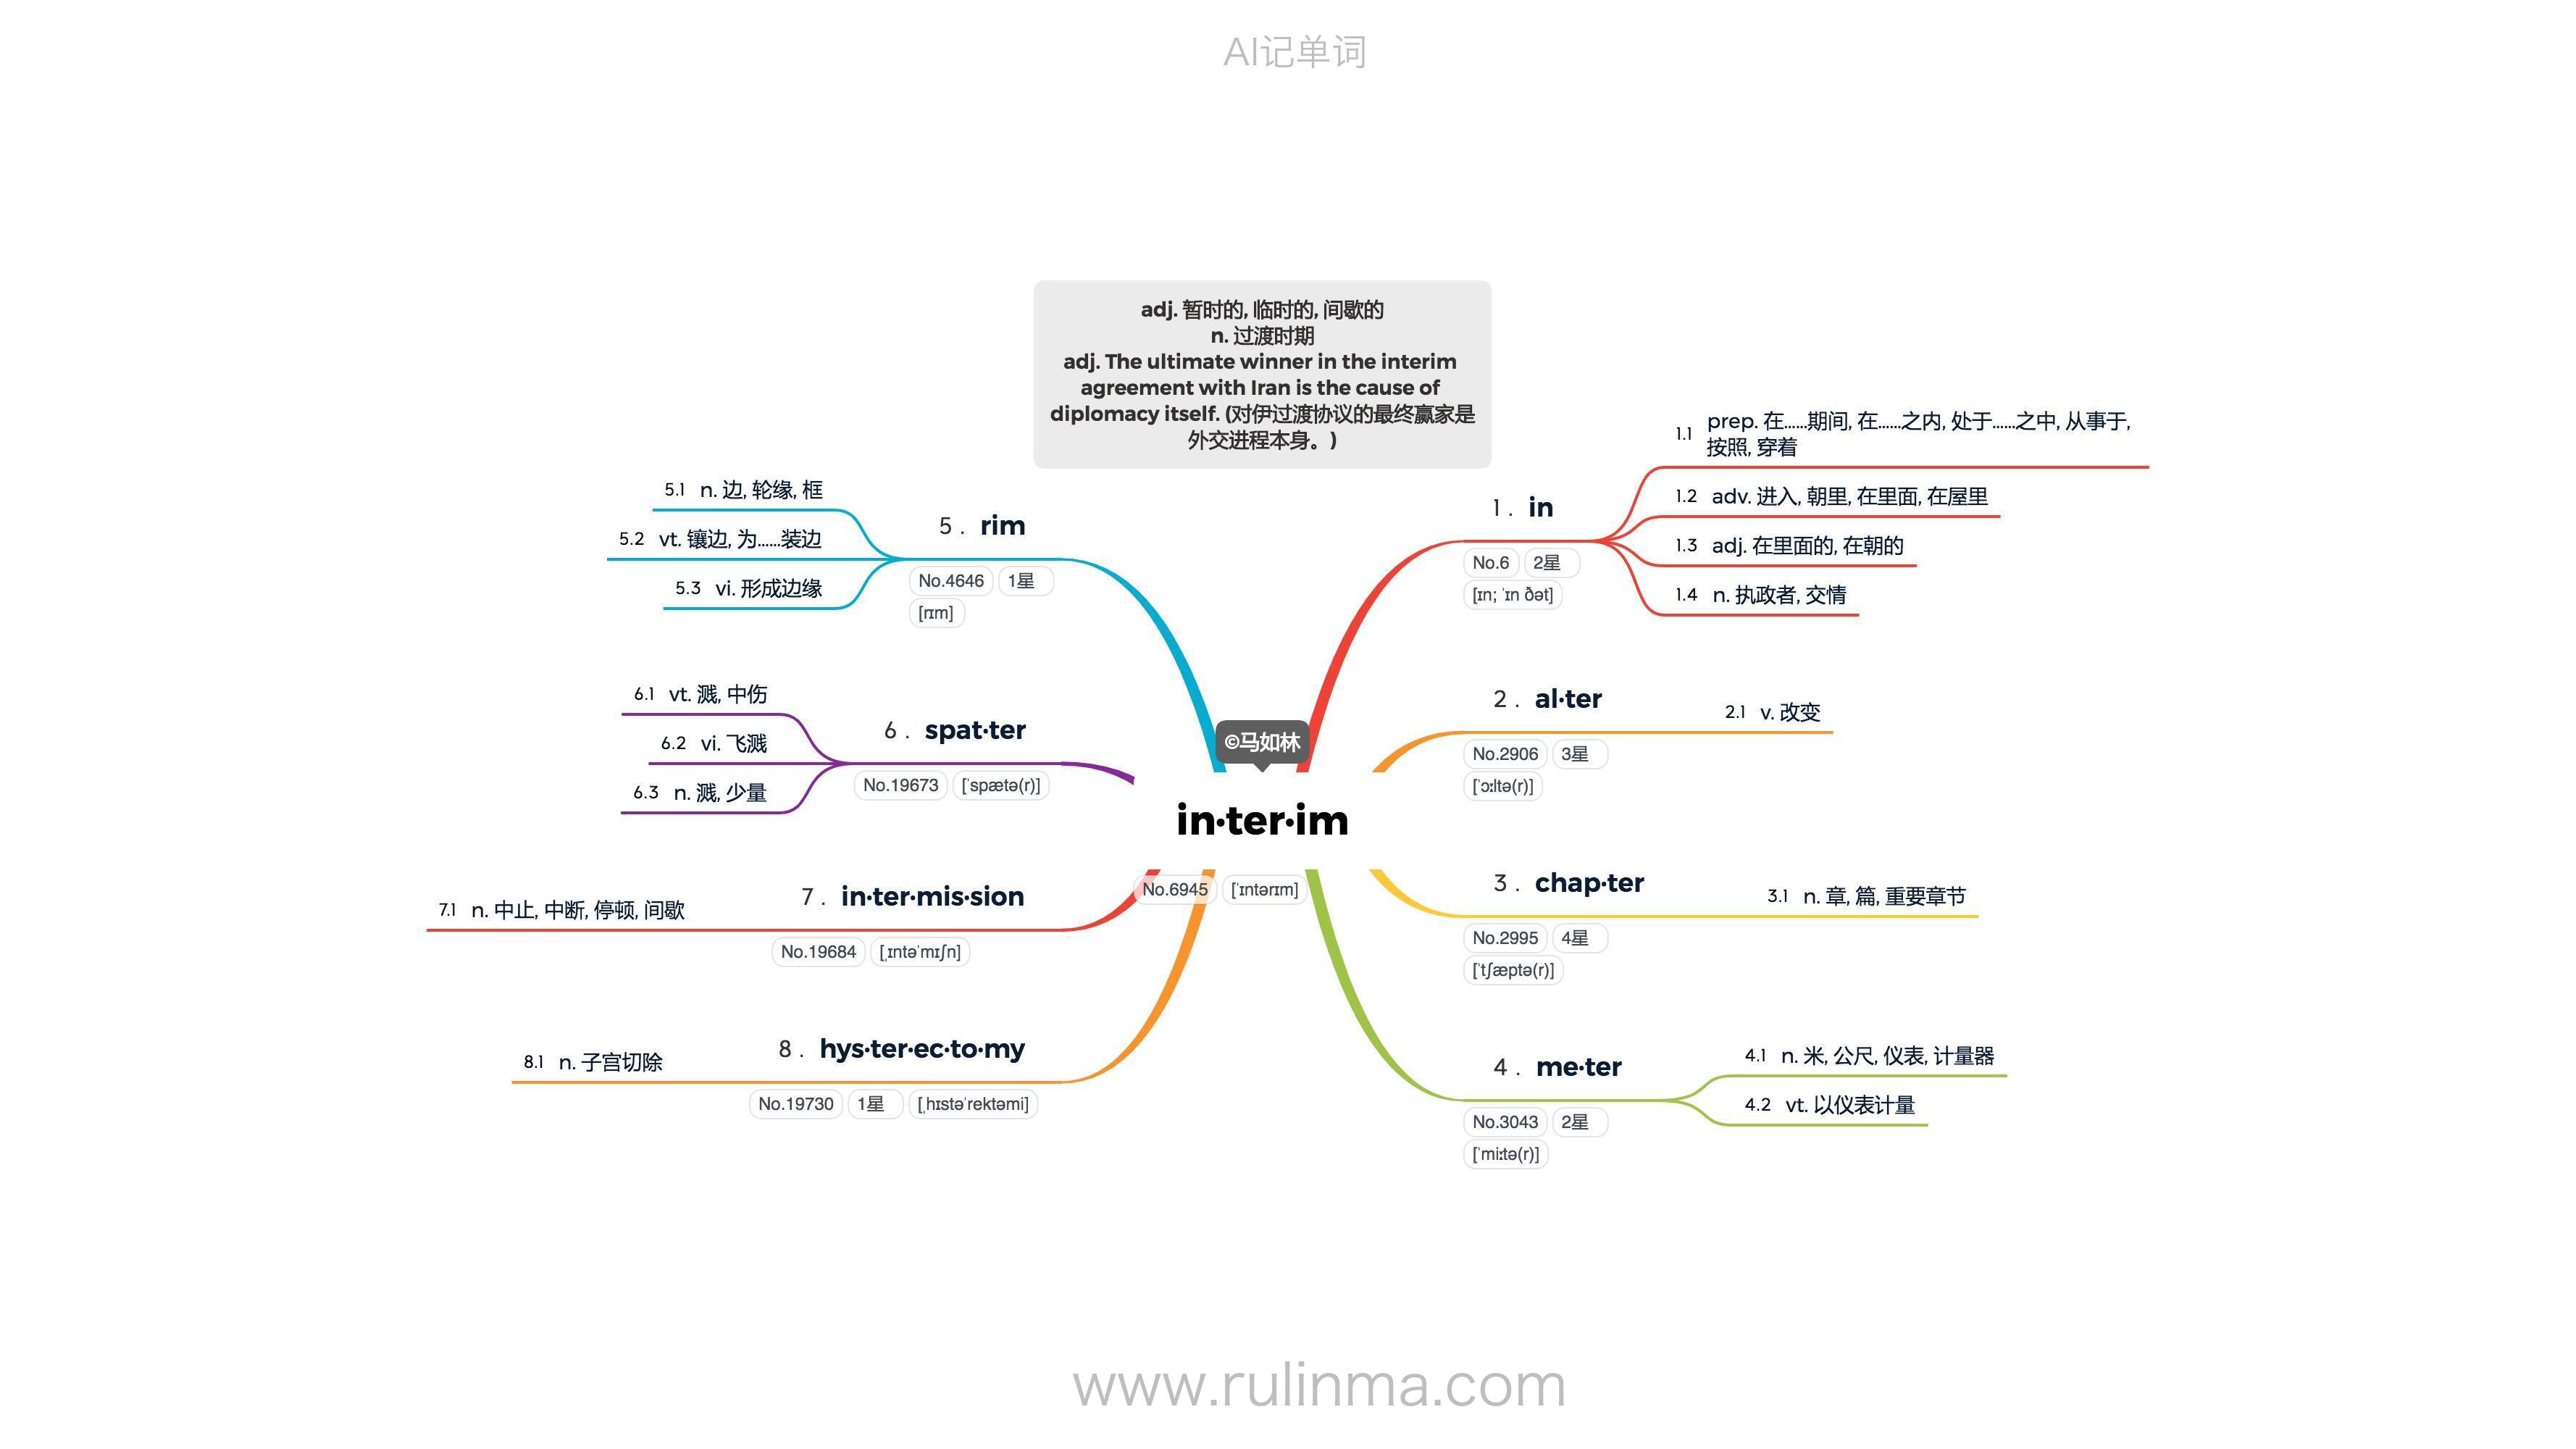 AI记单词
adj. 暂时的, 临时的, 间歇的
n. 过渡时期
adj. The ultimate winner in the interim
agreement with Iran is the cause of
diplomacy itself. (对伊过渡协议的最终赢家是
外交进程本身。)
©马如林
in·ter·im
No.6945 [ˈɪntərɪm]
1 . in
No.6 2星
[ɪn; ˈɪn ðət]
1.1 prep. 在……期间, 在……之内, 处于……之中, 从事于,
按照, 穿着
1.2 adv. 进入, 朝里, 在里面, 在屋里
1.3 adj. 在里面的, 在朝的
1.4 n. 执政者, 交情
2 . al·ter
No.2906 3星
[ˈɔːltə(r)]
2.1 v. 改变
3 . chap·ter
No.2995 4星
[ˈtʃæptə(r)]
3.1 n. 章, 篇, 重要章节
4 . me·ter
No.3043 2星
[ˈmiːtə(r)]
4.1 n. 米, 公尺, 仪表, 计量器
4.2 vt. 以仪表计量
5 . rim
No.4646 1星
[rɪm]
5.1 n. 边, 轮缘, 框
5.2 vt. 镶边, 为……装边
5.3 vi. 形成边缘
6 . spat·ter
No.19673 [ˈspætə(r)]
6.1 vt. 溅, 中伤
6.2 vi. 飞溅
6.3 n. 溅, 少量
7 . in·ter·mis·sion
No.19684 [ˌɪntəˈmɪʃn]
7.1 n. 中止, 中断, 停顿, 间歇
8 . hys·ter·ec·to·my
No.19730 1星 [ˌhɪstəˈrektəmi]
8.1 n. 子宫切除
www.rulinma.com